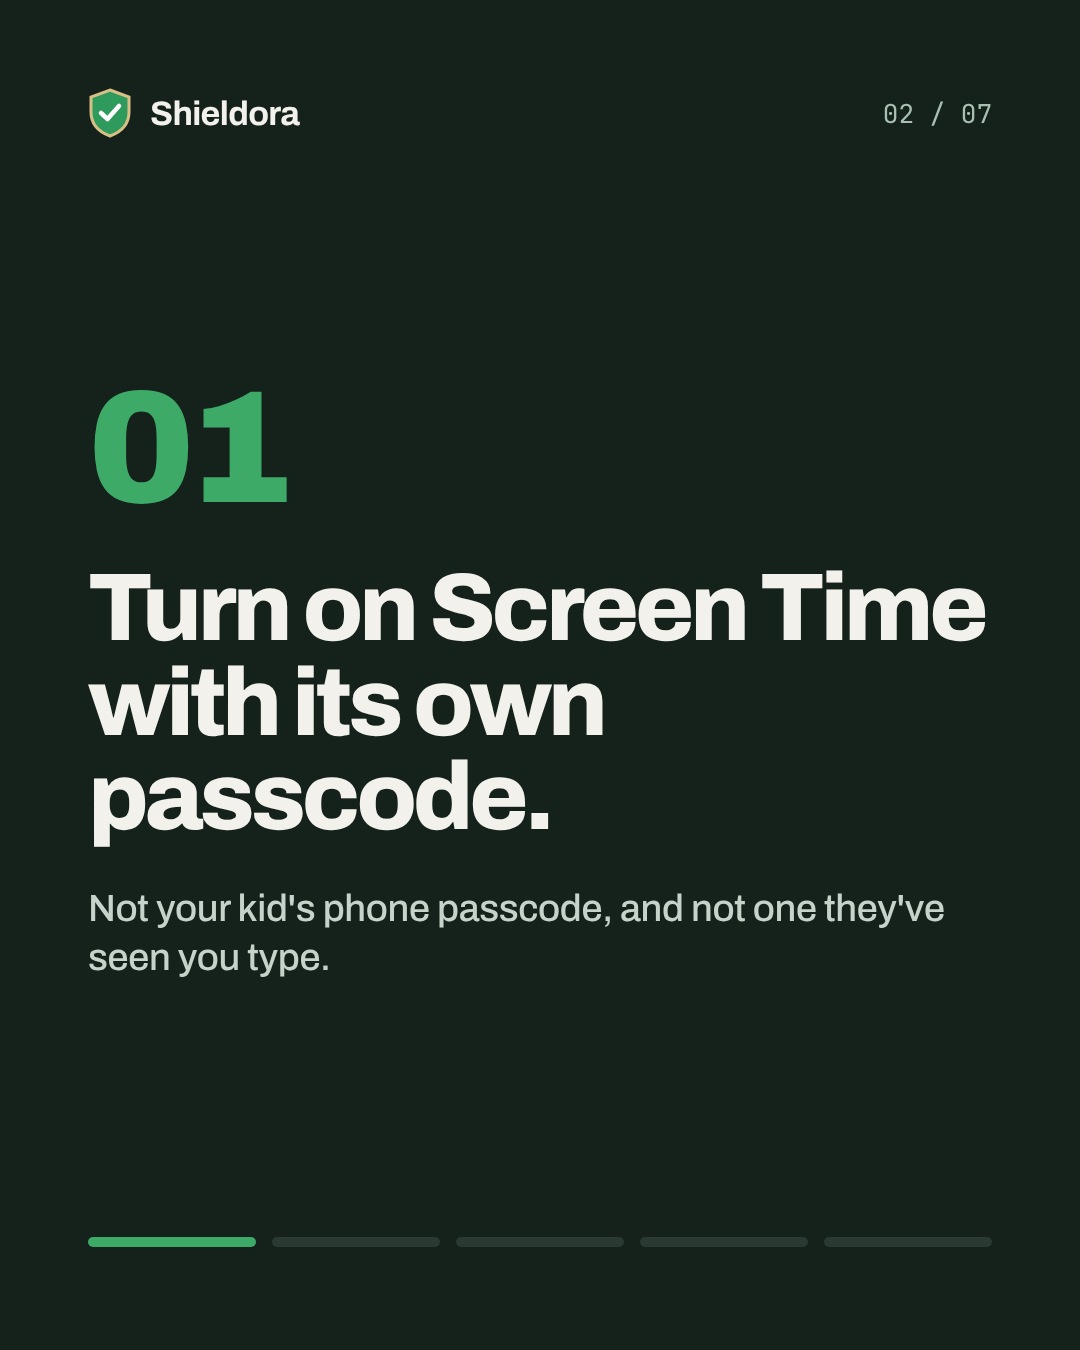 Shieldora
02 / 07
01
Turn on Screen Time
with its own
passcode.
Not your kid's phone passcode, and not one they've
seen you type.